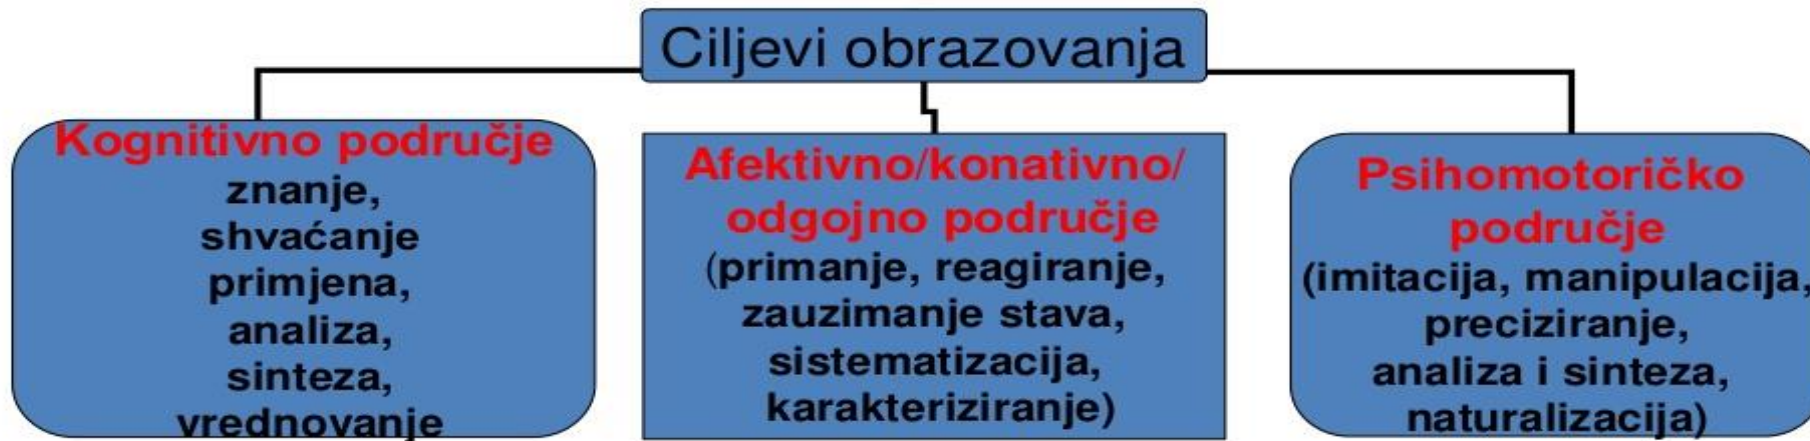 Ciljevi obrazovanja
Kognitivno područje
znanje,
shvaćanje
primjena,
analiza,
sinteza,
vrednovanje
Afektivno/konativno/
odgojno područje
(primanje, reagiranje,
zauzimanje stava,
sistematizacija,
karakteriziranje)
Psihomotoričko
područje
(imitacija, manipulacija,
preciziranje,
analiza i sinteza,
naturalizacija)